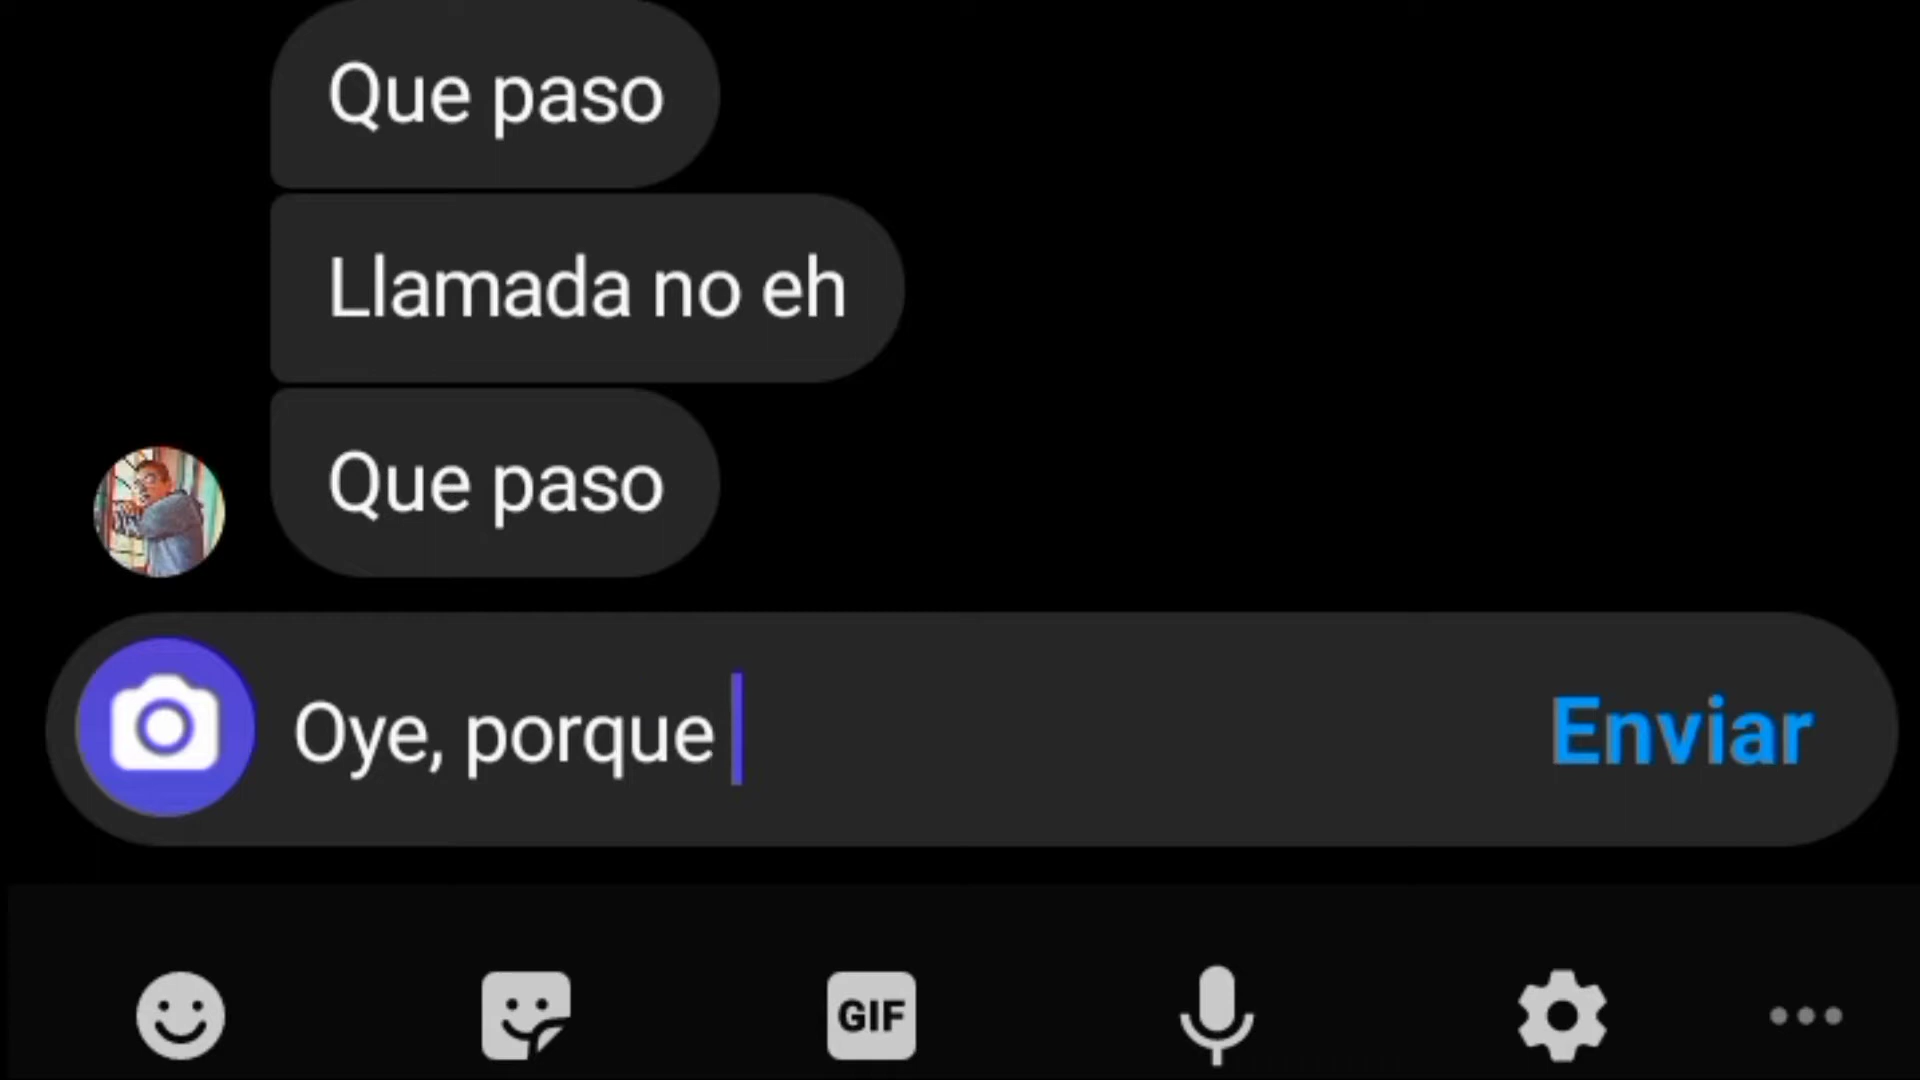 Que paso
Llamada no eh
Que paso
Oye, porque
Enviar
GIF